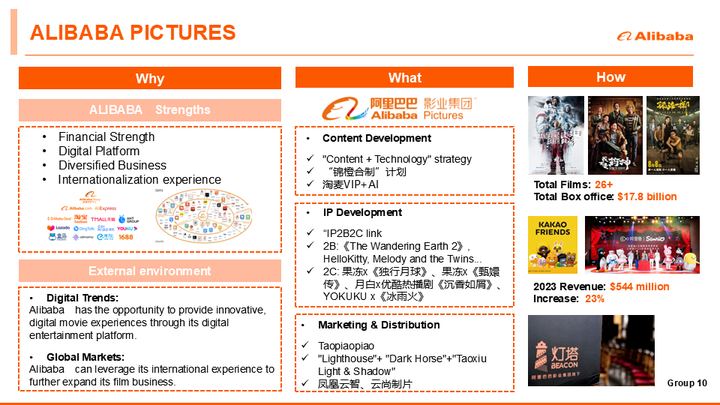 ALIBABA PICTURES
Alibaba
Why
ALIBABA Strengths
• Financial Strength
• Digital Platform
• Diversified Business
• Internationalization experience
External environment
• Digital Trends:
Alibaba has the opportunity to provide innovative,
digital movie experiences through its digital
entertainment platform.
• Global Markets:
Alibaba can leverage its international experience to
further expand its film business.
What
阿里巴巴 影业集团
Alibaba Pictures
• Content Development
✓ "Content + Technology" strategy
✓ “锦橙合制”计划
✓ 淘麦VIP+AI
• IP Development
✓ “IP2B2C link
✓ 2B:《The Wandering Earth 2》,
HelloKitty, Melody and the Twins...
✓ 2C: 果冻x《独行月球》、果冻x《甄嬛
传》、月白x优酷热播剧《沉香如屑》、
YOKUKU x《冰雨火》
• Marketing & Distribution
✓ Taopiaopiao
✓ "Lighthouse"+ "Dark Horse"+"Taoxiu
Light & Shadow"
✓ 凤凰云智、云尚制片
How
Total Films: 26+
Total Box office: $17.8 billion
KAKAO
FRIENDS
Sanrio
2023 Revenue: $544 million
Increase: 23%
灯塔
BEACON
Group 10